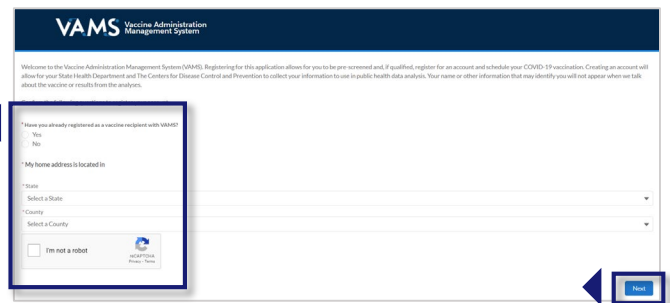 VAMS Vaccine Administration
Management System
Welcome to the Vaccine Administration Management System (VAMS). Registering for this application allows for you to be pre-screened and, if qualified, register for an account and schedule your COVID-19 vaccination. Creating an account will
allow for your State Health Department and The Centers for Disease Control and Prevention to collect your information to use in public health data analysis. Your name or other information that may identify you will not appear when we talk
about the vaccine or results from the analyses.
* Have you already registered as a vaccine recipient with VAMS?
Yes
No
* My home address is located in
* State
Select a State
* County
Select a County
I'm not a robot
reCAPTCHA
Privacy - Terms
Next